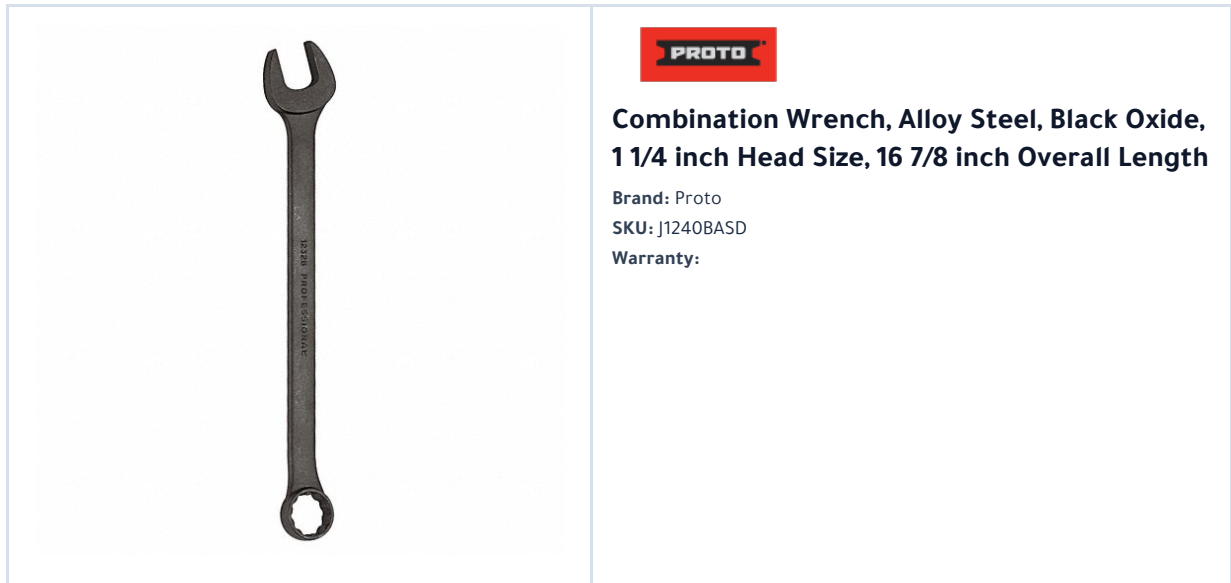 1232B PROFESSIONAL
PROTO
Combination Wrench, Alloy Steel, Black Oxide,
1 1/4 inch Head Size, 16 7/8 inch Overall Length
Brand: Proto
SKU: J1240BASD
Warranty: